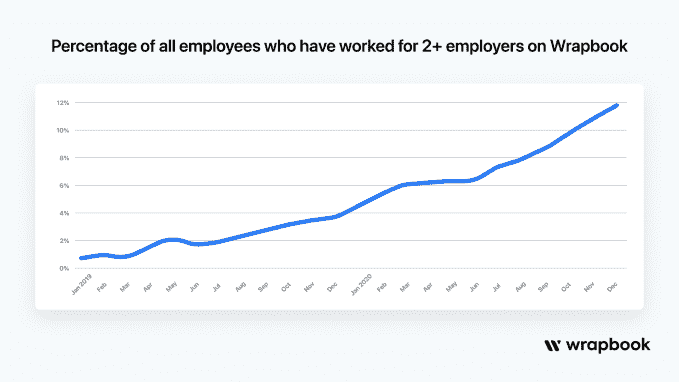 Percentage of all employees who have worked for 2+ employers on Wrapbook
12%
10%
8%
6%
4%
2%
0%
Jan 2019
Feb
Mar
Apr
May
Jun
Jul
Aug
Sep
Oct
Nov
Dec
Jan 2020
Feb
Mar
Apr
May
Jun
Jul
Aug
Sep
Oct
Nov
Dec
wrapbook